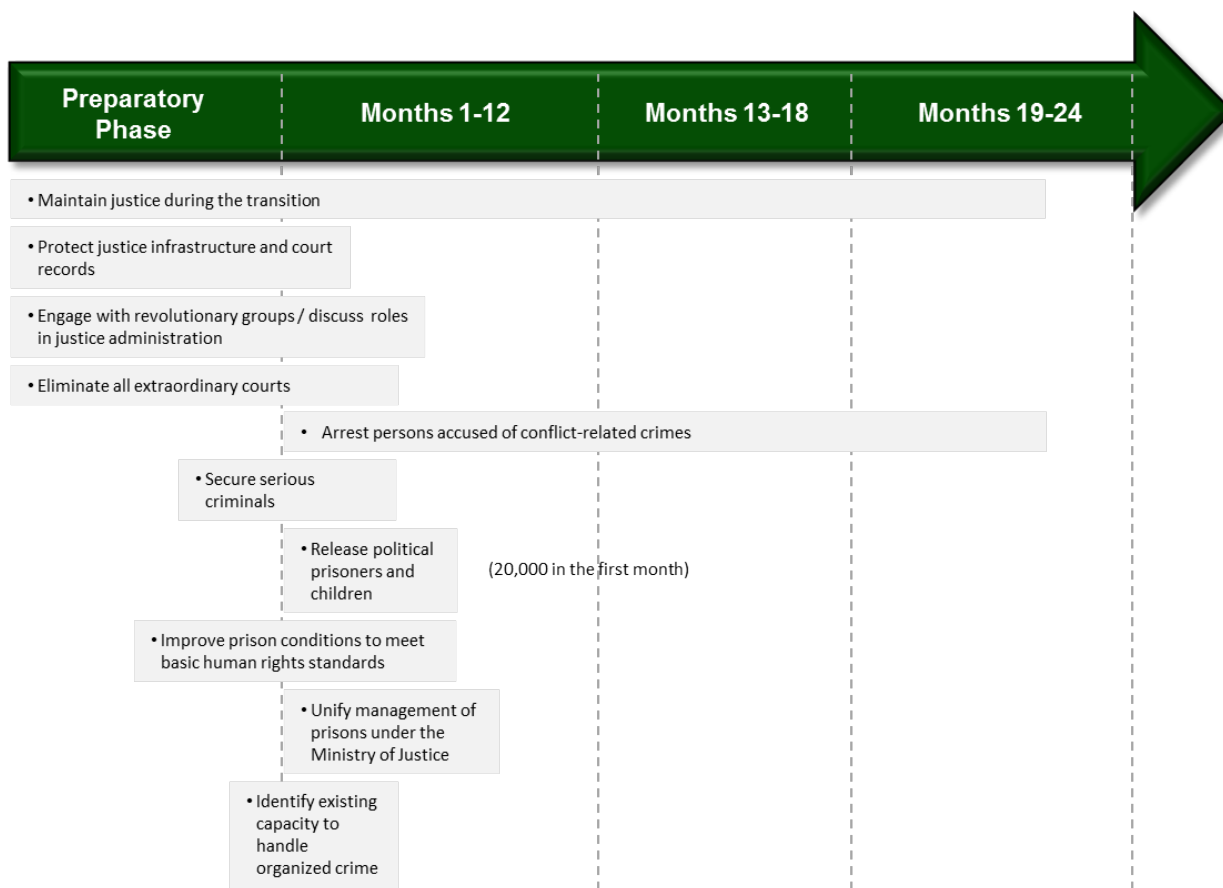 Preparatory
Phase
Months 1-12
Months 13-18
Months 19-24
• Maintain justice during the transition
• Protect justice infrastructure and court
records
• Engage with revolutionary groups / discuss roles
in justice administration
• Eliminate all extraordinary courts
• Arrest persons accused of conflict-related crimes
• Secure serious
criminals
• Release political
prisoners and
children
(20,000 in the first month)
• Improve prison conditions to meet
basic human rights standards
• Unify management of
prisons under the
Ministry of Justice
• Identify existing
capacity to
handle
organized crime